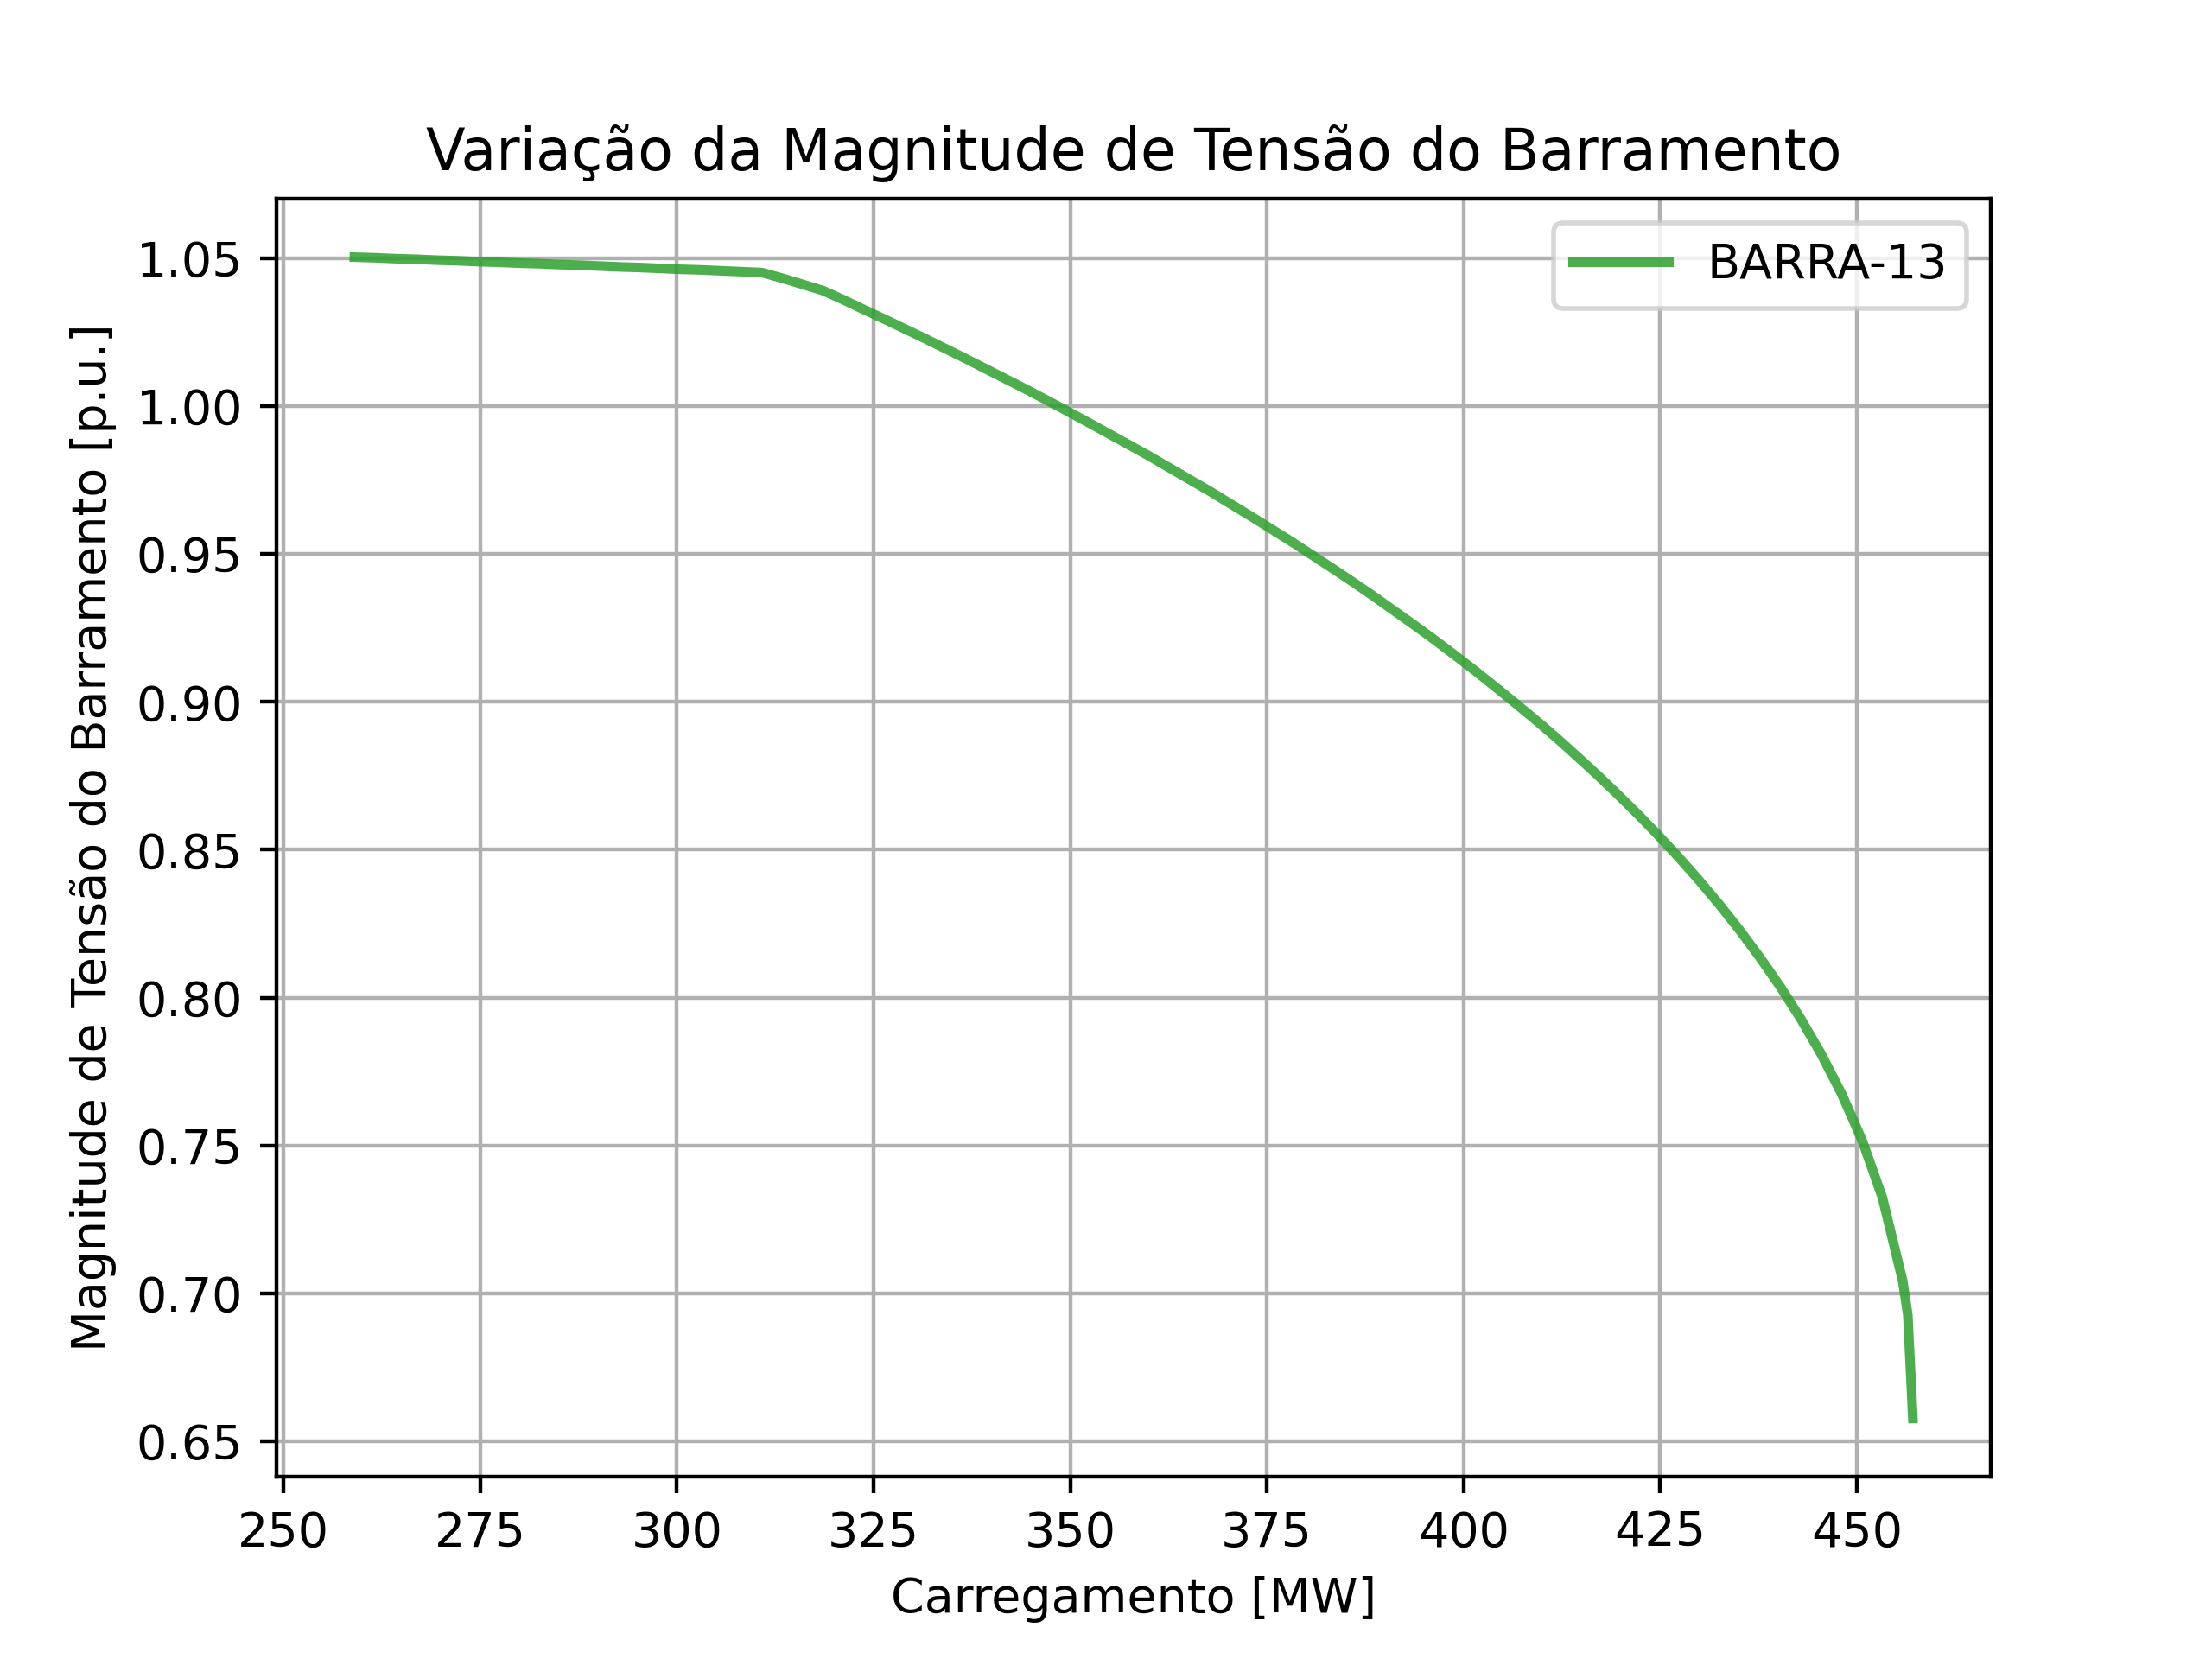 Variação da Magnitude de Tensão do Barramento
BARRA-13
Magnitude de Tensão do Barramento [p.u.]
1.05
1.00
0.95
0.90
0.85
0.80
0.75
0.70
0.65
250 275 300 325 350 375 400 425 450
Carregamento [MW]